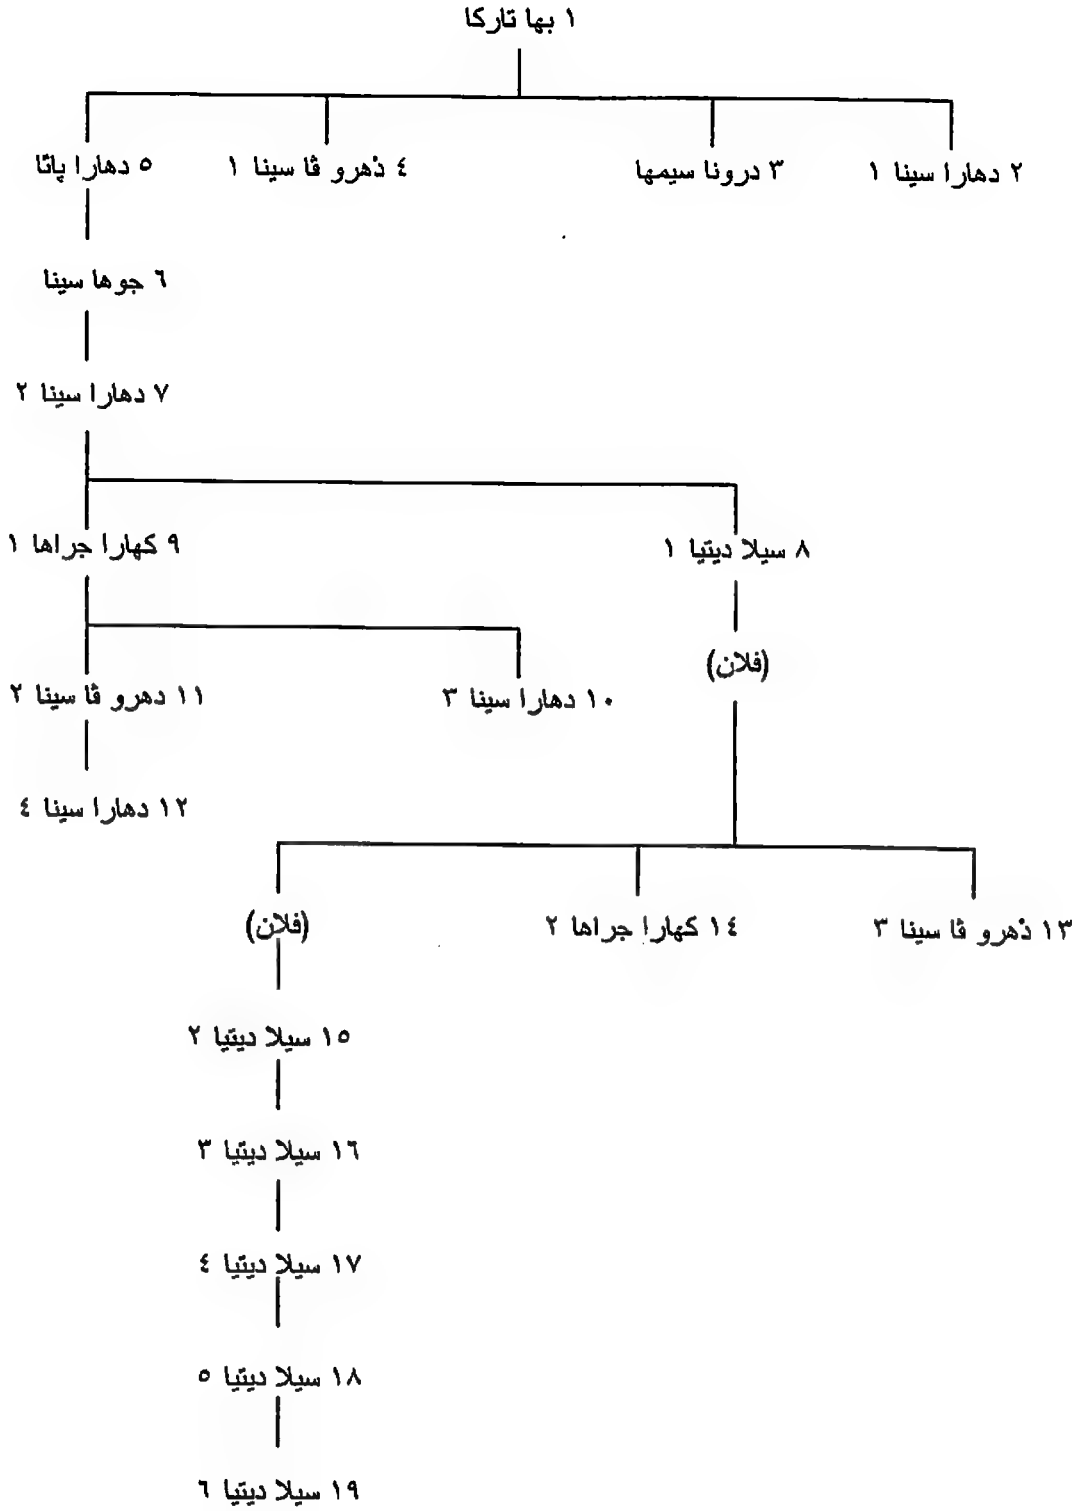 ١ بها تاركا
٢ دهارا سينا ١
٣ درونا سيمها
٤ ذهرو ڤا سينا ١
٥ دهارا پاتا
٦ جوها سينا
٧ دهارا سينا ٢
٨ سيلا ديتيا ١
٩ كهارا جراها ١
(فلان)
١٠ دهارا سينا ٣
١١ دهرو ڤا سينا ٢
١٢ دهارا سينا ٤
١٣ ذهرو ڤا سينا ٣
١٤ كهارا جراها ٢
(فلان)
١٥ سيلا ديتيا ٢
١٦ سيلا ديتيا ٣
١٧ سيلا ديتيا ٤
١٨ سيلا ديتيا ٥
١٩ سيلا ديتيا ٦